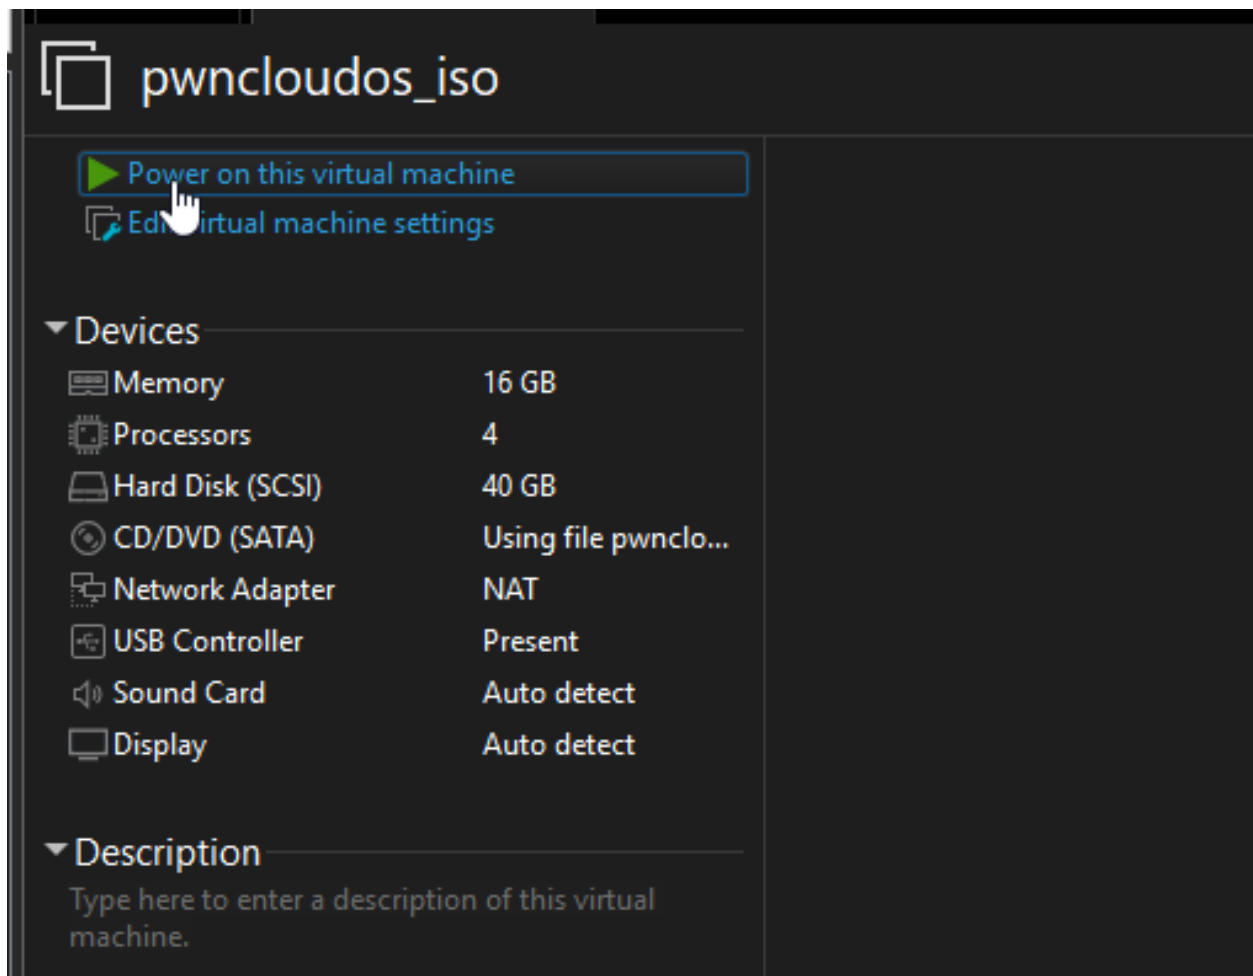 pwncloudos_iso
Power on this virtual machine
Edit virtual machine settings
Devices
Memory 16 GB
Processors 4
Hard Disk (SCSI) 40 GB
CD/DVD (SATA) Using file pwnclo...
Network Adapter NAT
USB Controller Present
Sound Card Auto detect
Display Auto detect
Description
Type here to enter a description of this virtual
machine.